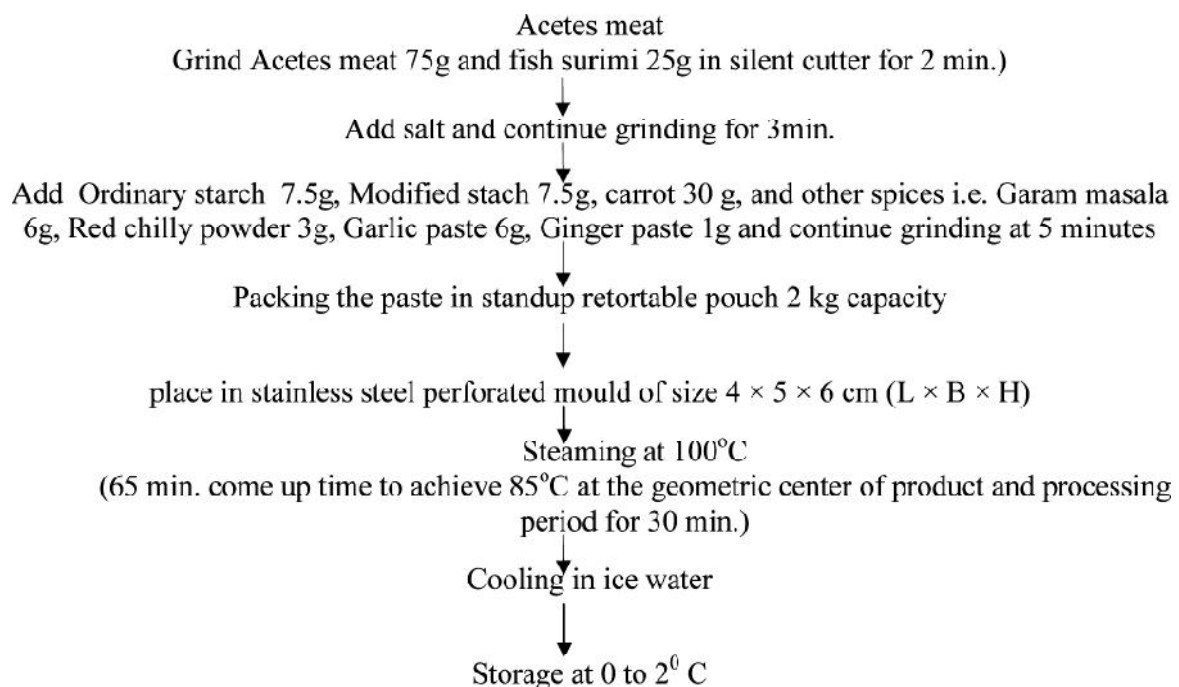 Acetes meat
Grind Acetes meat 75g and fish surimi 25g in silent cutter for 2 min.)
Add salt and continue grinding for 3min.
Add Ordinary starch 7.5g, Modified stach 7.5g, carrot 30 g, and other spices i.e. Garam masala
6g, Red chilly powder 3g, Garlic paste 6g, Ginger paste 1g and continue grinding at 5 minutes
Packing the paste in standup retortable pouch 2 kg capacity
place in stainless steel perforated mould of size 4 × 5 × 6 cm (L × B × H)
Steaming at 100°C
(65 min. come up time to achieve 85°C at the geometric center of product and processing
period for 30 min.)
Cooling in ice water
Storage at 0 to 2⁰ C